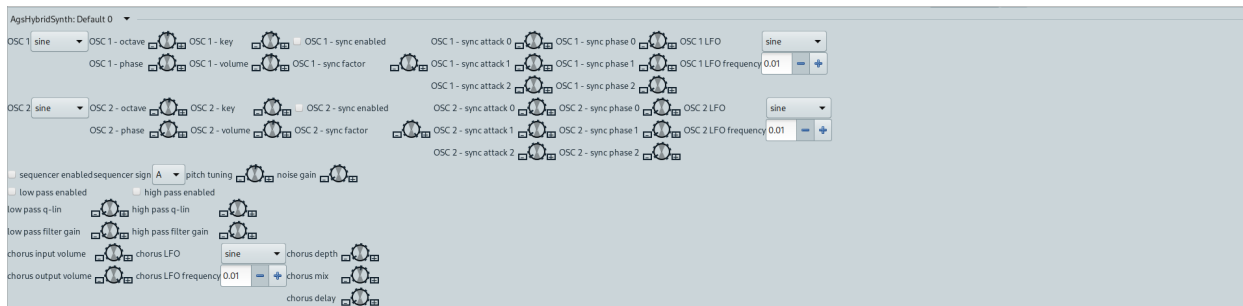 AgsHybridSynth: Default 0
OSC 1 sine OSC 1 - octave OSC 1 - key OSC 1 - sync enabled OSC 1 - sync attack 0 OSC 1 - sync phase 0 OSC 1 LFO sine
OSC 1 - phase OSC 1 - volume OSC 1 - sync factor OSC 1 - sync attack 1 OSC 1 - sync phase 1 OSC 1 LFO frequency 0.01
OSC 1 - sync attack 2 OSC 1 - sync phase 2
OSC 2 sine OSC 2 - octave OSC 2 - key OSC 2 - sync enabled OSC 2 - sync attack 0 OSC 2 - sync phase 0 OSC 2 LFO sine
OSC 2 - phase OSC 2 - volume OSC 2 - sync factor OSC 2 - sync attack 1 OSC 2 - sync phase 1 OSC 2 LFO frequency 0.01
OSC 2 - sync attack 2 OSC 2 - sync phase 2
sequencer enabled sequencer sign A pitch tuning noise gain
low pass enabled high pass enabled
low pass q-lin high pass q-lin
low pass filter gain high pass filter gain
chorus input volume chorus LFO sine chorus depth
chorus output volume chorus LFO frequency 0.01 chorus mix
chorus delay